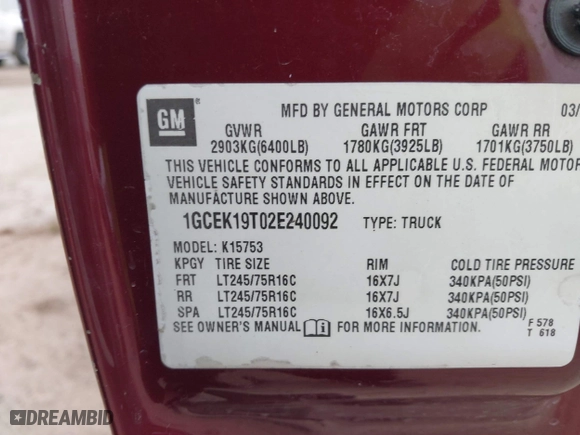 GM
MFD BY GENERAL MOTORS CORP 03/
GVWR GAWR FRT GAWR RR
2903KG(6400LB) 1780KG(3925LB) 1701KG(3750LB)
THIS VEHICLE CONFORMS TO ALL APPLICABLE U.S. FEDERAL MOTOR
VEHICLE SAFETY STANDARDS IN EFFECT ON THE DATE OF
MANUFACTURE SHOWN ABOVE.
1GCEK19T02E240092 TYPE: TRUCK
MODEL: K15753
KPGY TIRE SIZE RIM COLD TIRE PRESSURE
FRT LT245/75R16C 16X7J 340KPA(50PSI)
RR LT245/75R16C 16X7J 340KPA(50PSI)
SPA LT245/75R16C 16X6.5J 340KPA(50PSI)
SEE OWNER'S MANUAL FOR MORE INFORMATION. F 578
T 618
DREAMBID